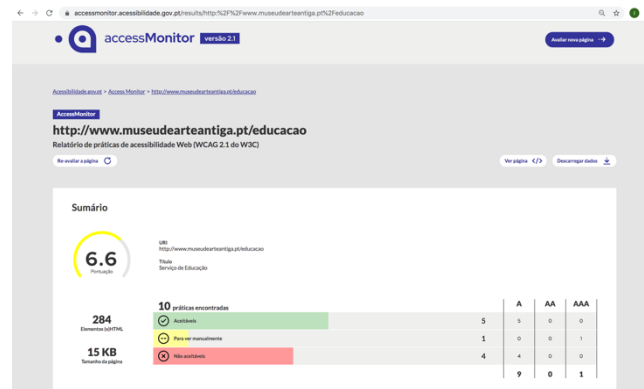 accessmonitor.acessibilidade.gov.pt/results/http:%2F%2Fwww.museudearteantiga.pt%2Feducacao
accessMonitor versão 2.1
Avaliar nova página
Acessibilidade.gov.pt > Access Monitor > http://www.museudearteantiga.pt/educacao
AccessMonitor
http://www.museudearteantiga.pt/educacao
Relatório de práticas de acessibilidade Web (WCAG 2.1 do W3C)
Re-avaliar a página
Ver página </>
Descarregar dados
Sumário
6.6
Pontuação
URI
http://www.museudearteantiga.pt/educacao
Título
Serviço de Educação
284
Elementos (x)HTML
15 KB
Tamanho da página
10 práticas encontradas A AA AAA
Aceitáveis 5 5 0 0
Para ver manualmente 1 0 0 1
Não aceitáveis 4 4 0 0
9 0 1